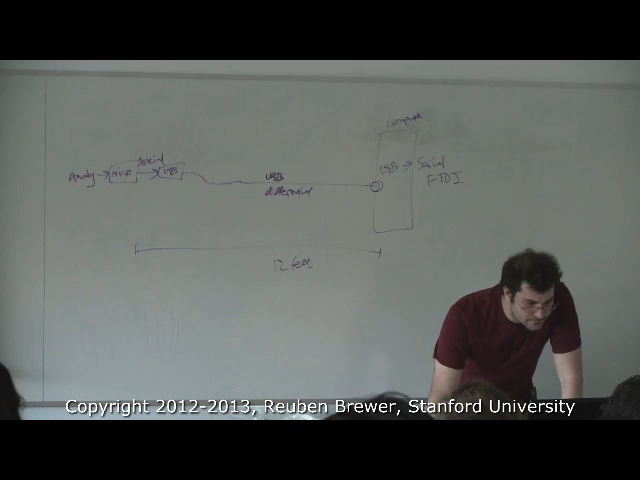 Computer
Serial
Analog → micro → USB
USB
differential
USB → Serial
FTDI
12 feet
Copyright 2012-2013, Reuben Brewer, Stanford University